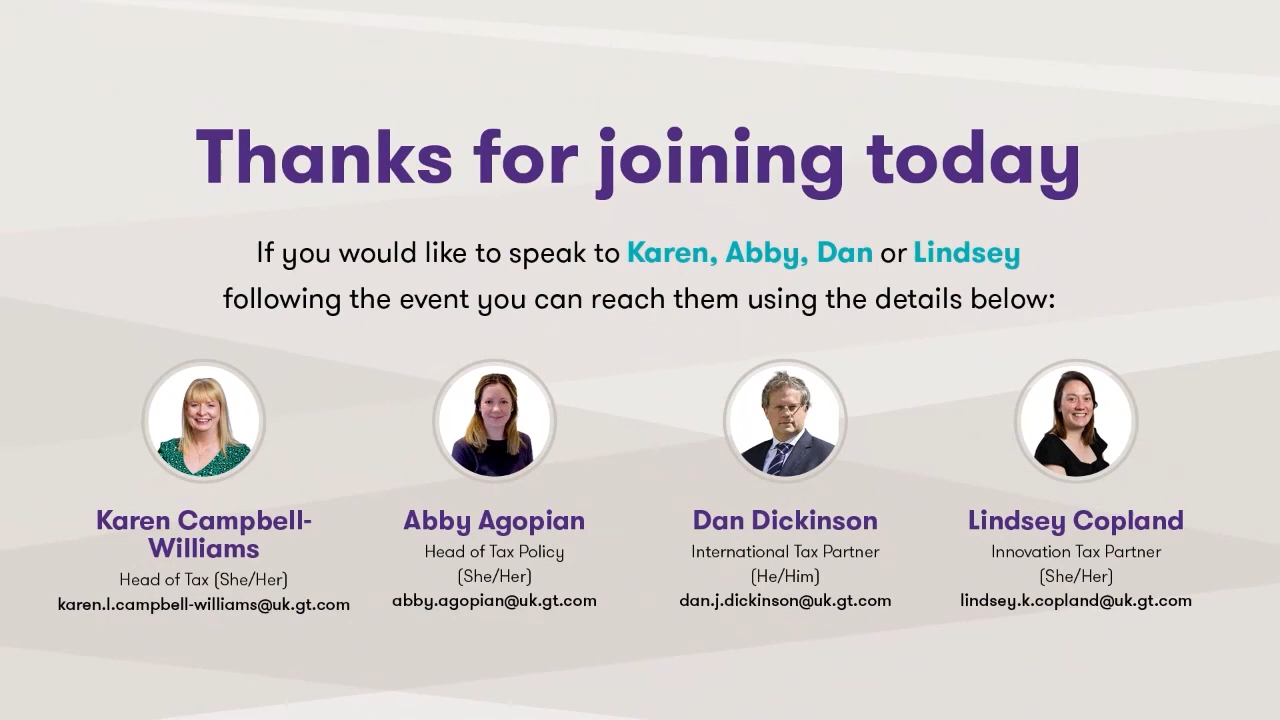 Thanks for joining today
If you would like to speak to Karen, Abby, Dan or Lindsey
following the event you can reach them using the details below:
Karen Campbell-
Williams
Head of Tax (She/Her)
karen.l.campbell-williams@uk.gt.com
Abby Agopian
Head of Tax Policy
(She/Her)
abby.agopian@uk.gt.com
Dan Dickinson
International Tax Partner
(He/Him)
dan.j.dickinson@uk.gt.com
Lindsey Copland
Innovation Tax Partner
(She/Her)
lindsey.k.copland@uk.gt.com